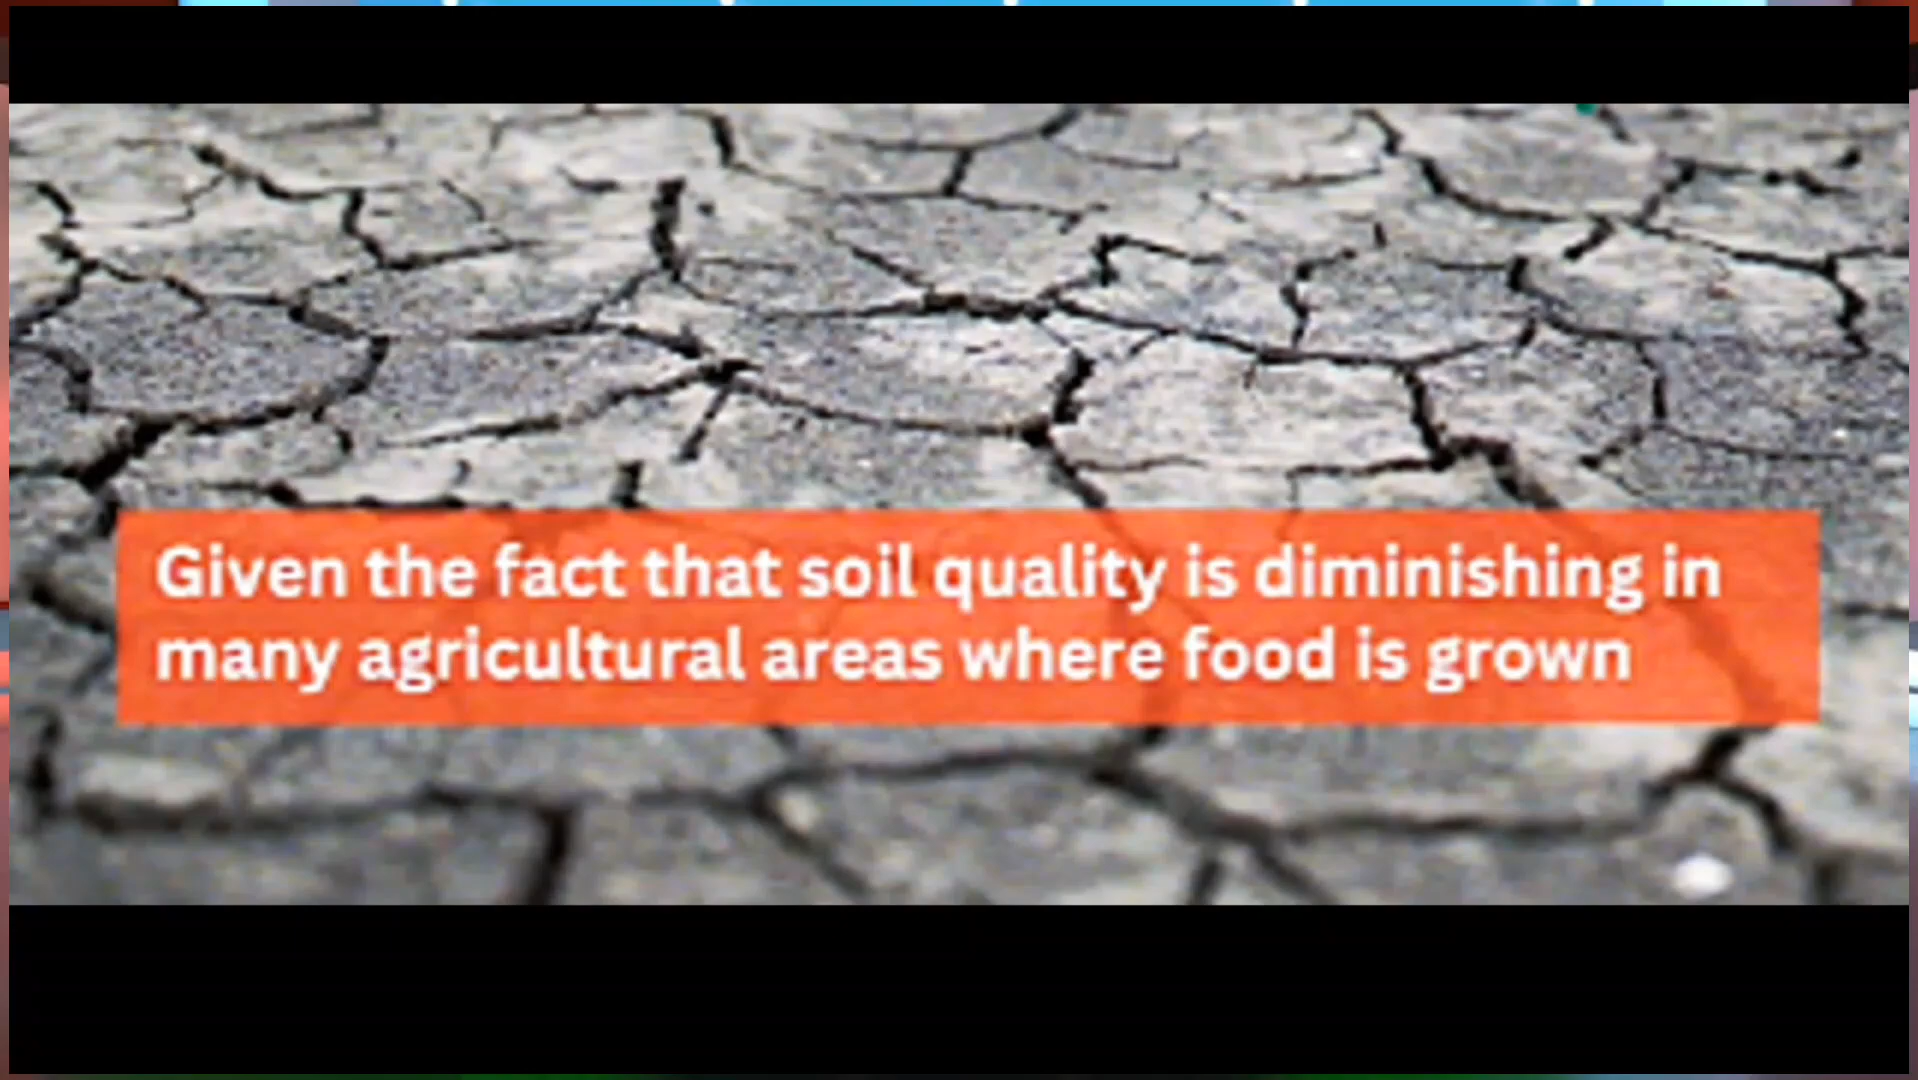 Given the fact that soil quality is diminishing in
many agricultural areas where food is grown